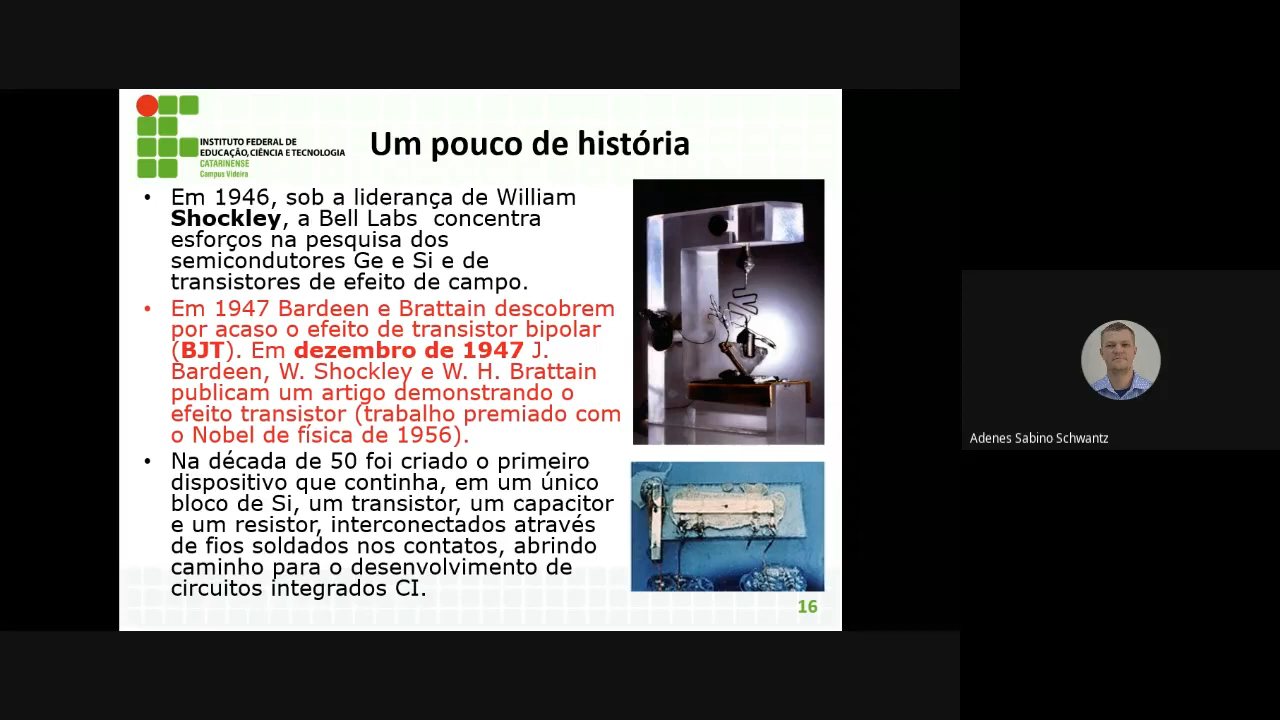 INSTITUTO FEDERAL DE
EDUCAÇÃO, CIÊNCIA E TECNOLOGIA
CATARINENSE
Campus Videira
Um pouco de história
• Em 1946, sob a liderança de William
Shockley, a Bell Labs concentra
esforços na pesquisa dos
semicondutores Ge e Si e de
transistores de efeito de campo.
• Em 1947 Bardeen e Brattain descobrem
por acaso o efeito de transistor bipolar
(BJT). Em dezembro de 1947 J.
Bardeen, W. Shockley e W. H. Brattain
publicam um artigo demonstrando o
efeito transistor (trabalho premiado com
o Nobel de física de 1956).
• Na década de 50 foi criado o primeiro
dispositivo que continha, em um único
bloco de Si, um transistor, um capacitor
e um resistor, interconectados através
de fios soldados nos contatos, abrindo
caminho para o desenvolvimento de
circuitos integrados CI.
16
Adenes Sabino Schwantz